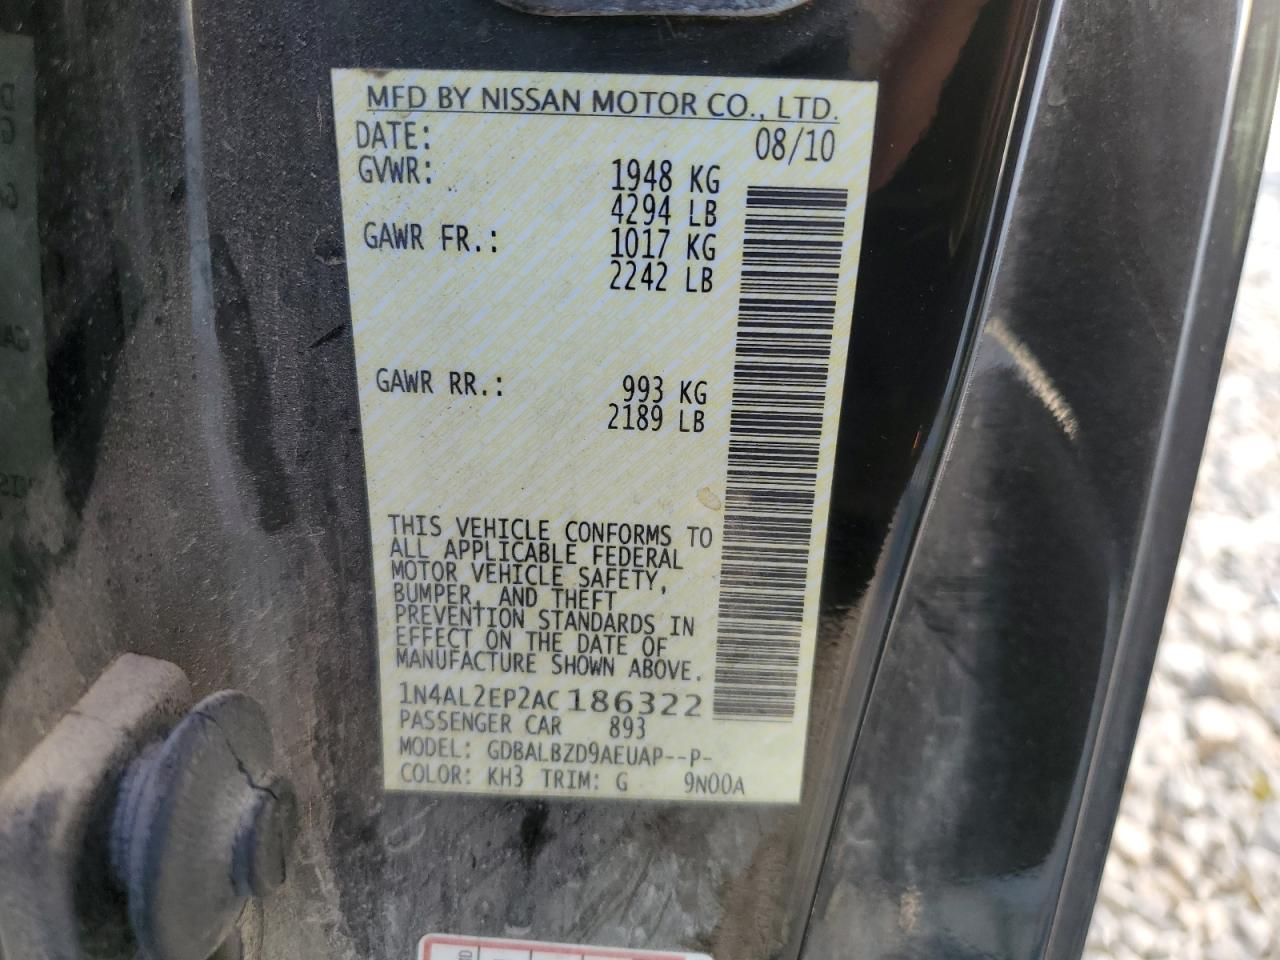 MFD BY NISSAN MOTOR CO., LTD.
DATE: 08/10
GVWR: 1948 KG
4294 LB
GAWR FR.: 1017 KG
2242 LB
GAWR RR.: 993 KG
2189 LB
THIS VEHICLE CONFORMS TO
ALL APPLICABLE FEDERAL
MOTOR VEHICLE SAFETY,
BUMPER, AND THEFT
PREVENTION STANDARDS IN
EFFECT ON THE DATE OF
MANUFACTURE SHOWN ABOVE.
1N4AL2EP2AC186322
PASSENGER CAR 893
MODEL: GDBALBZD9AEUAP--P-
COLOR: KH3 TRIM: G 9N00A